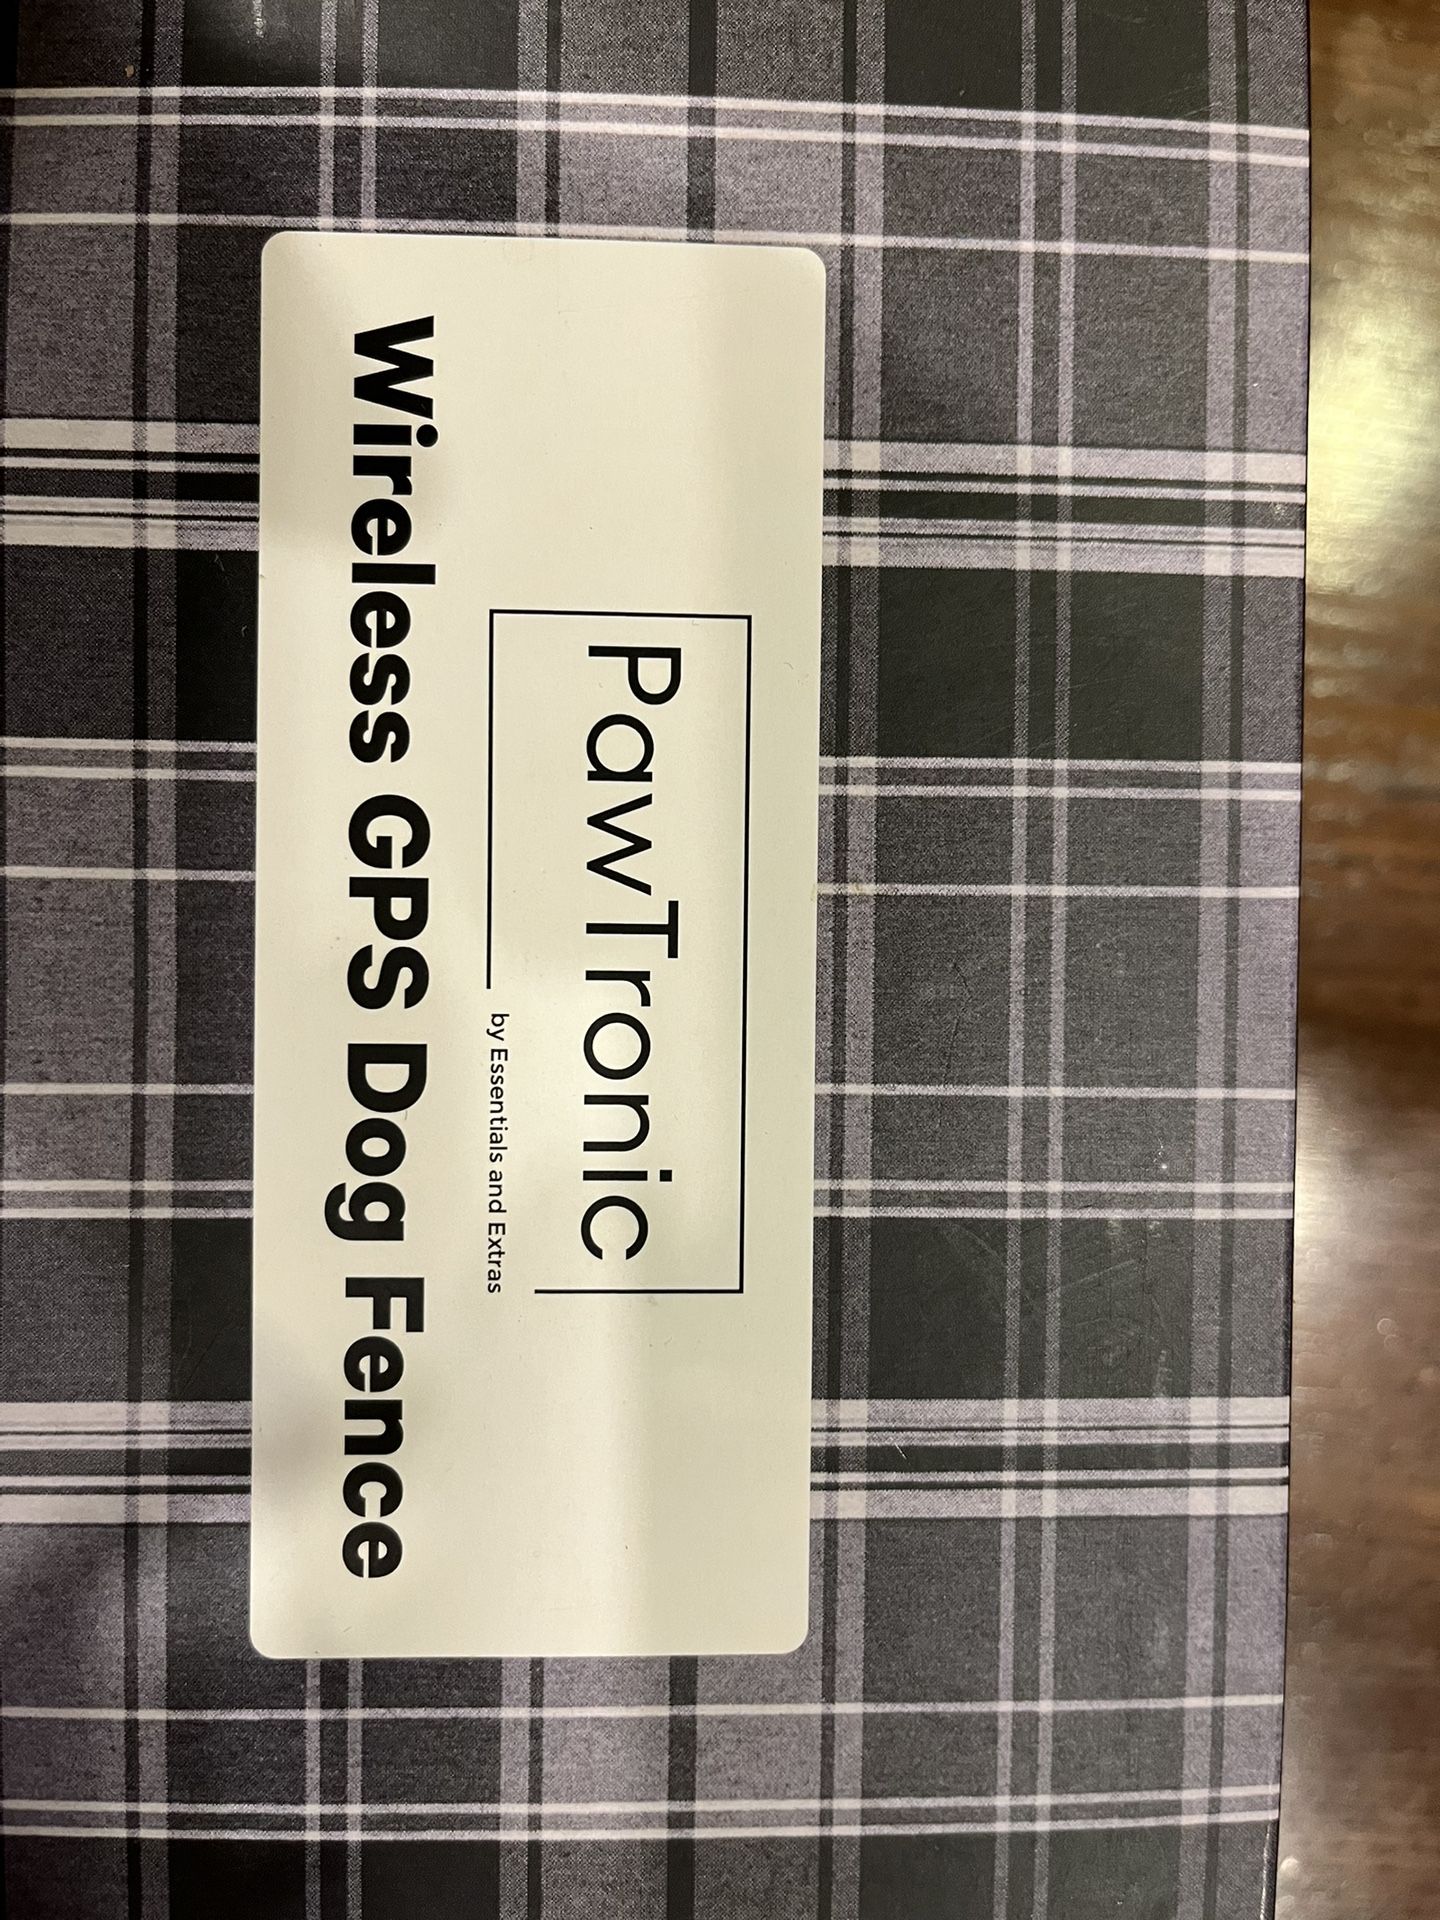 PawTronic
by Essentials and Extras
Wireless GPS Dog Fence